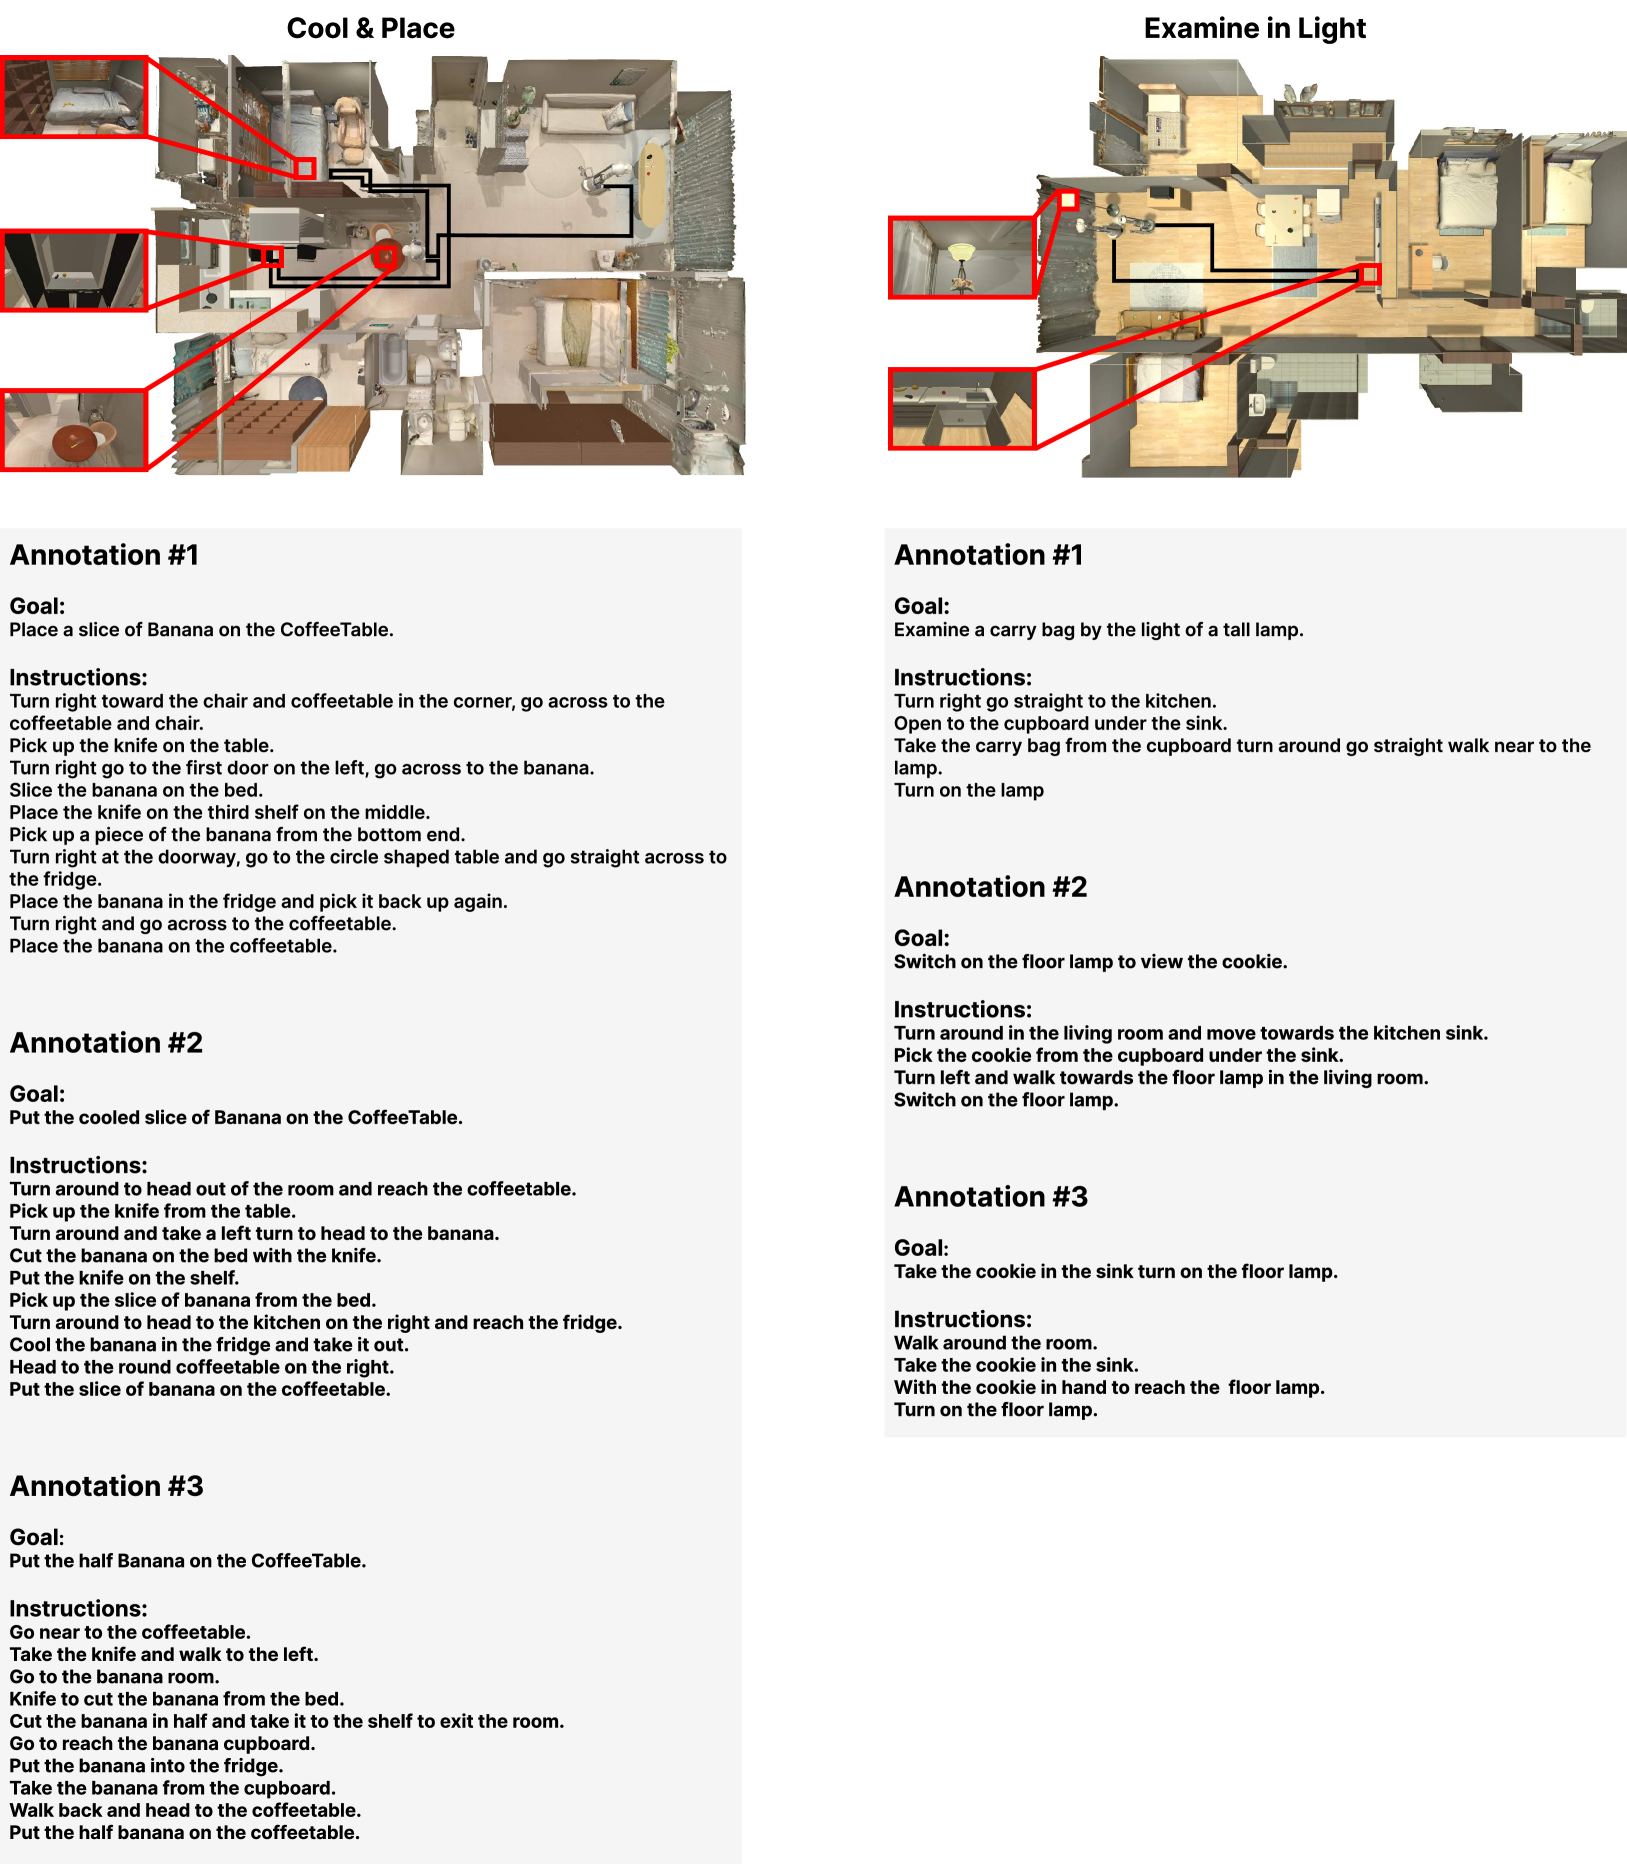 Cool & Place
Annotation #1
Goal:
Place a slice of Banana on the CoffeeTable.
Instructions:
Turn right toward the chair and coffeetable in the corner, go across to the
coffeetable and chair.
Pick up the knife on the table.
Turn right go to the first door on the left, go across to the banana.
Slice the banana on the bed.
Place the knife on the third shelf on the middle.
Pick up a piece of the banana from the bottom end.
Turn right at the doorway, go to the circle shaped table and go straight across to
the fridge.
Place the banana in the fridge and pick it back up again.
Turn right and go across to the coffeetable.
Place the banana on the coffeetable.
Annotation #2
Goal:
Put the cooled slice of Banana on the CoffeeTable.
Instructions:
Turn around to head out of the room and reach the coffeetable.
Pick up the knife from the table.
Turn around and take a left turn to head to the banana.
Cut the banana on the bed with the knife.
Put the knife on the shelf.
Pick up the slice of banana from the bed.
Turn around to head to the kitchen on the right and reach the fridge.
Cool the banana in the fridge and take it out.
Head to the round coffeetable on the right.
Put the slice of banana on the coffeetable.
Annotation #3
Goal:
Put the half Banana on the CoffeeTable.
Instructions:
Go near to the coffeetable.
Take the knife and walk to the left.
Go to the banana room.
Knife to cut the banana from the bed.
Cut the banana in half and take it to the shelf to exit the room.
Go to reach the banana cupboard.
Put the banana into the fridge.
Take the banana from the cupboard.
Walk back and head to the coffeetable.
Put the half banana on the coffeetable.
Examine in Light
Annotation #1
Goal:
Examine a carry bag by the light of a tall lamp.
Instructions:
Turn right go straight to the kitchen.
Open to the cupboard under the sink.
Take the carry bag from the cupboard turn around go straight walk near to the
lamp.
Turn on the lamp
Annotation #2
Goal:
Switch on the floor lamp to view the cookie.
Instructions:
Turn around in the living room and move towards the kitchen sink.
Pick the cookie from the cupboard under the sink.
Turn left and walk towards the floor lamp in the living room.
Switch on the floor lamp.
Annotation #3
Goal:
Take the cookie in the sink turn on the floor lamp.
Instructions:
Walk around the room.
Take the cookie in the sink.
With the cookie in hand to reach the  floor lamp.
Turn on the floor lamp.